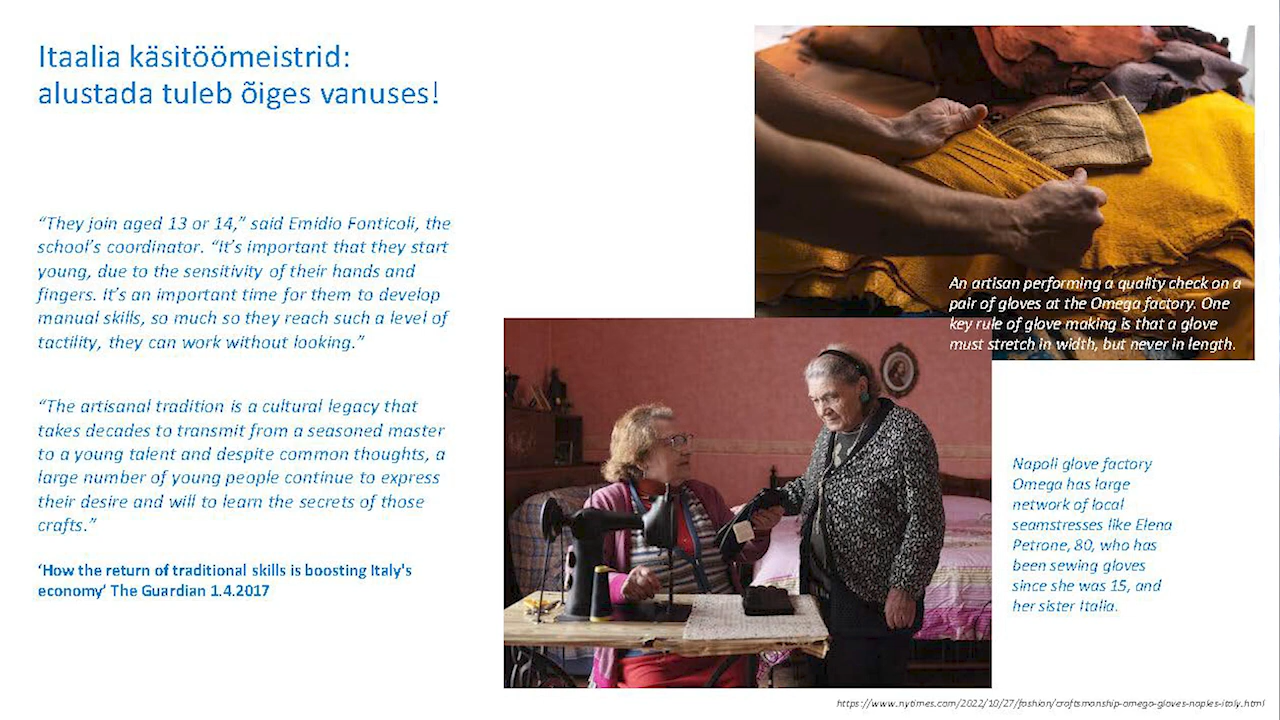 Itaalia käsitöömeistrid:
alustada tuleb õiges vanuses!
“They join aged 13 or 14,” said Emidio Fonticoli, the
school’s coordinator. “It’s important that they start
young, due to the sensitivity of their hands and
fingers. It’s an important time for them to develop
manual skills, so much so they reach such a level of
tactility, they can work without looking.”
“The artisanal tradition is a cultural legacy that
takes decades to transmit from a seasoned master
to a young talent and despite common thoughts, a
large number of young people continue to express
their desire and will to learn the secrets of those
crafts.”
‘How the return of traditional skills is boosting Italy's
economy’ The Guardian 1.4.2017
An artisan performing a quality check on a
pair of gloves at the Omega factory. One
key rule of glove making is that a glove
must stretch in width, but never in length.
Napoli glove factory
Omega has large
network of local
seamstresses like Elena
Petrone, 80, who has
been sewing gloves
since she was 15, and
her sister Italia.
https://www.nytimes.com/2022/10/27/fashion/craftsmanship-omega-gloves-naples-italy.html